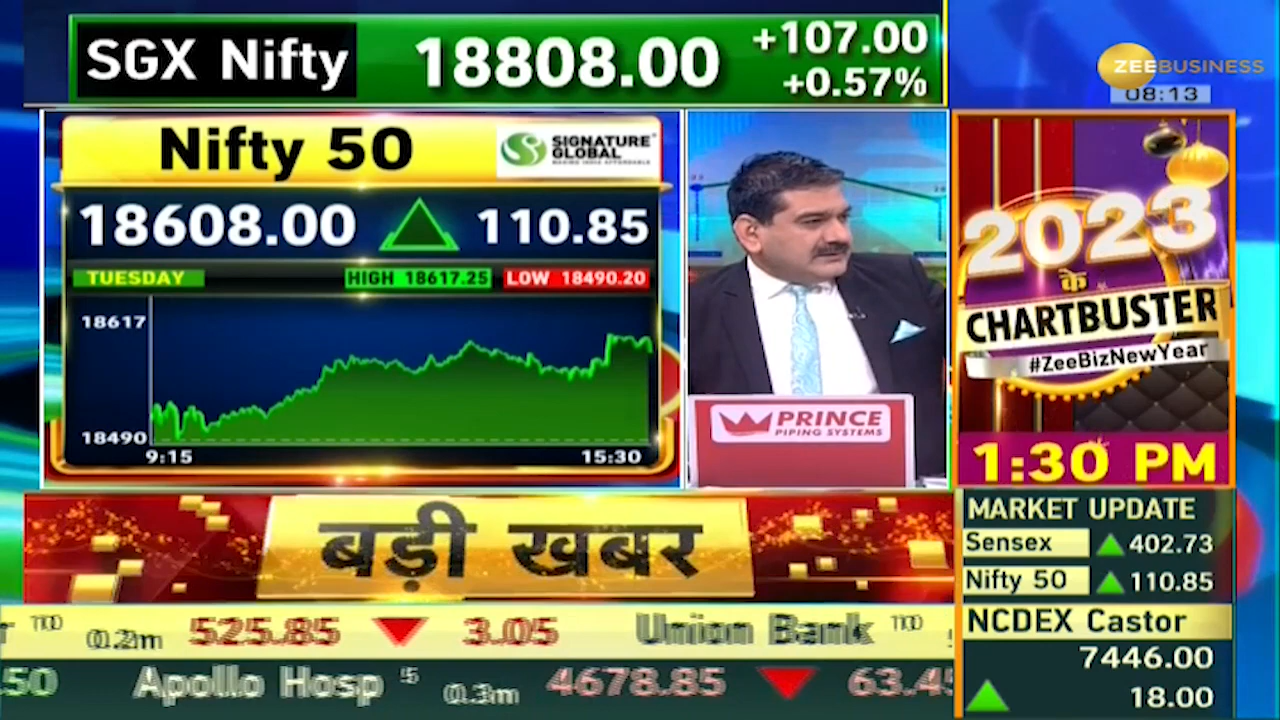 SGX Nifty 18808.00 +107.00
+0.57%
ZEEBUSINESS
08:13
Nifty 50
SIGNATURE GLOBAL
18608.00 110.85
TUESDAY HIGH 18617.25 LOW 18490.20
18617
18490
9:15 15:30
PRINCE
PIPING SYSTEMS
2023
के
CHARTBUSTER
#ZeeBizNewYear
1:30 PM
बड़ी खबर
MARKET UPDATE
Sensex 402.73
Nifty 50 110.85
NCDEX Castor
7446.00
18.00
0.2m 525.85 3.05 Union Bank
.50 Apollo Hosp 0.3m 4678.85 63.45